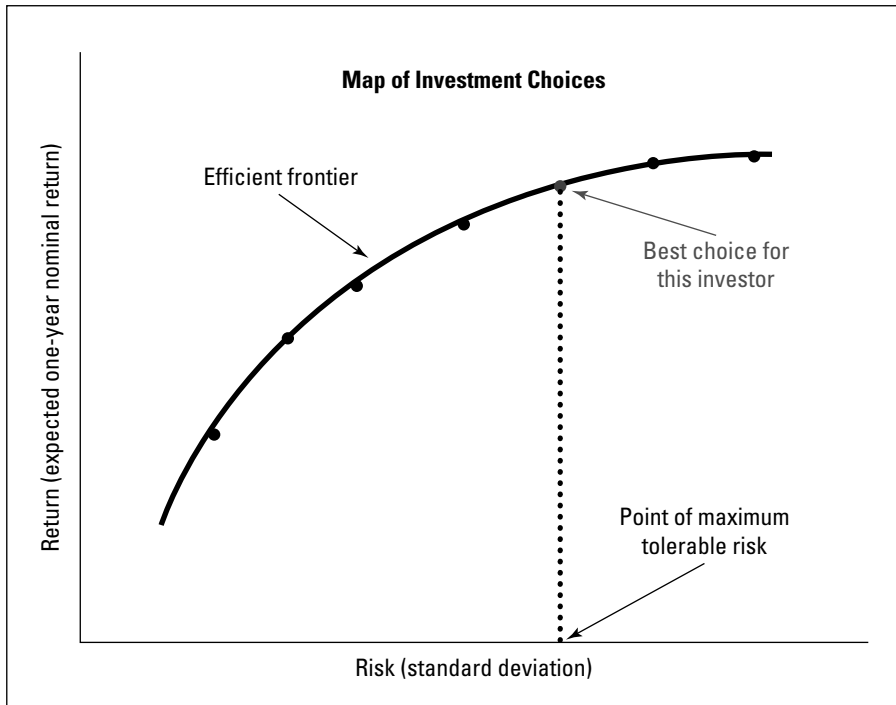 Map of Investment Choices
Return (expected one-year nominal return)
Efficient frontier
Best choice for
this investor
Point of maximum
tolerable risk
Risk (standard deviation)